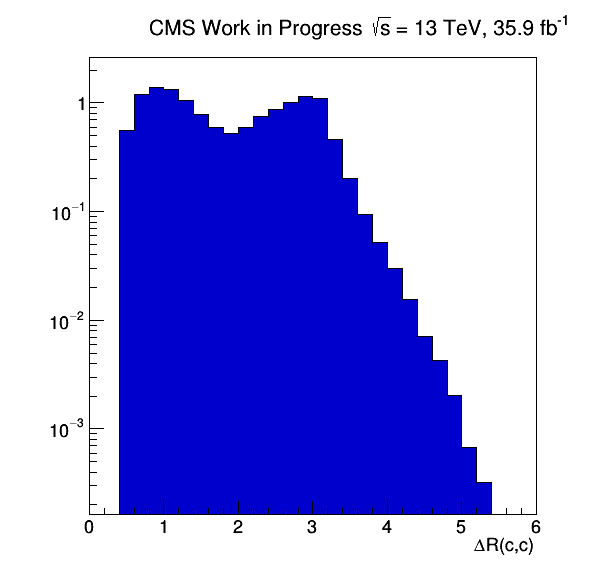 CMS Work in Progress √s = 13 TeV, 35.9 fb⁻¹
1
10⁻¹
10⁻²
10⁻³
0 1 2 3 4 5 6
ΔR(c,c)